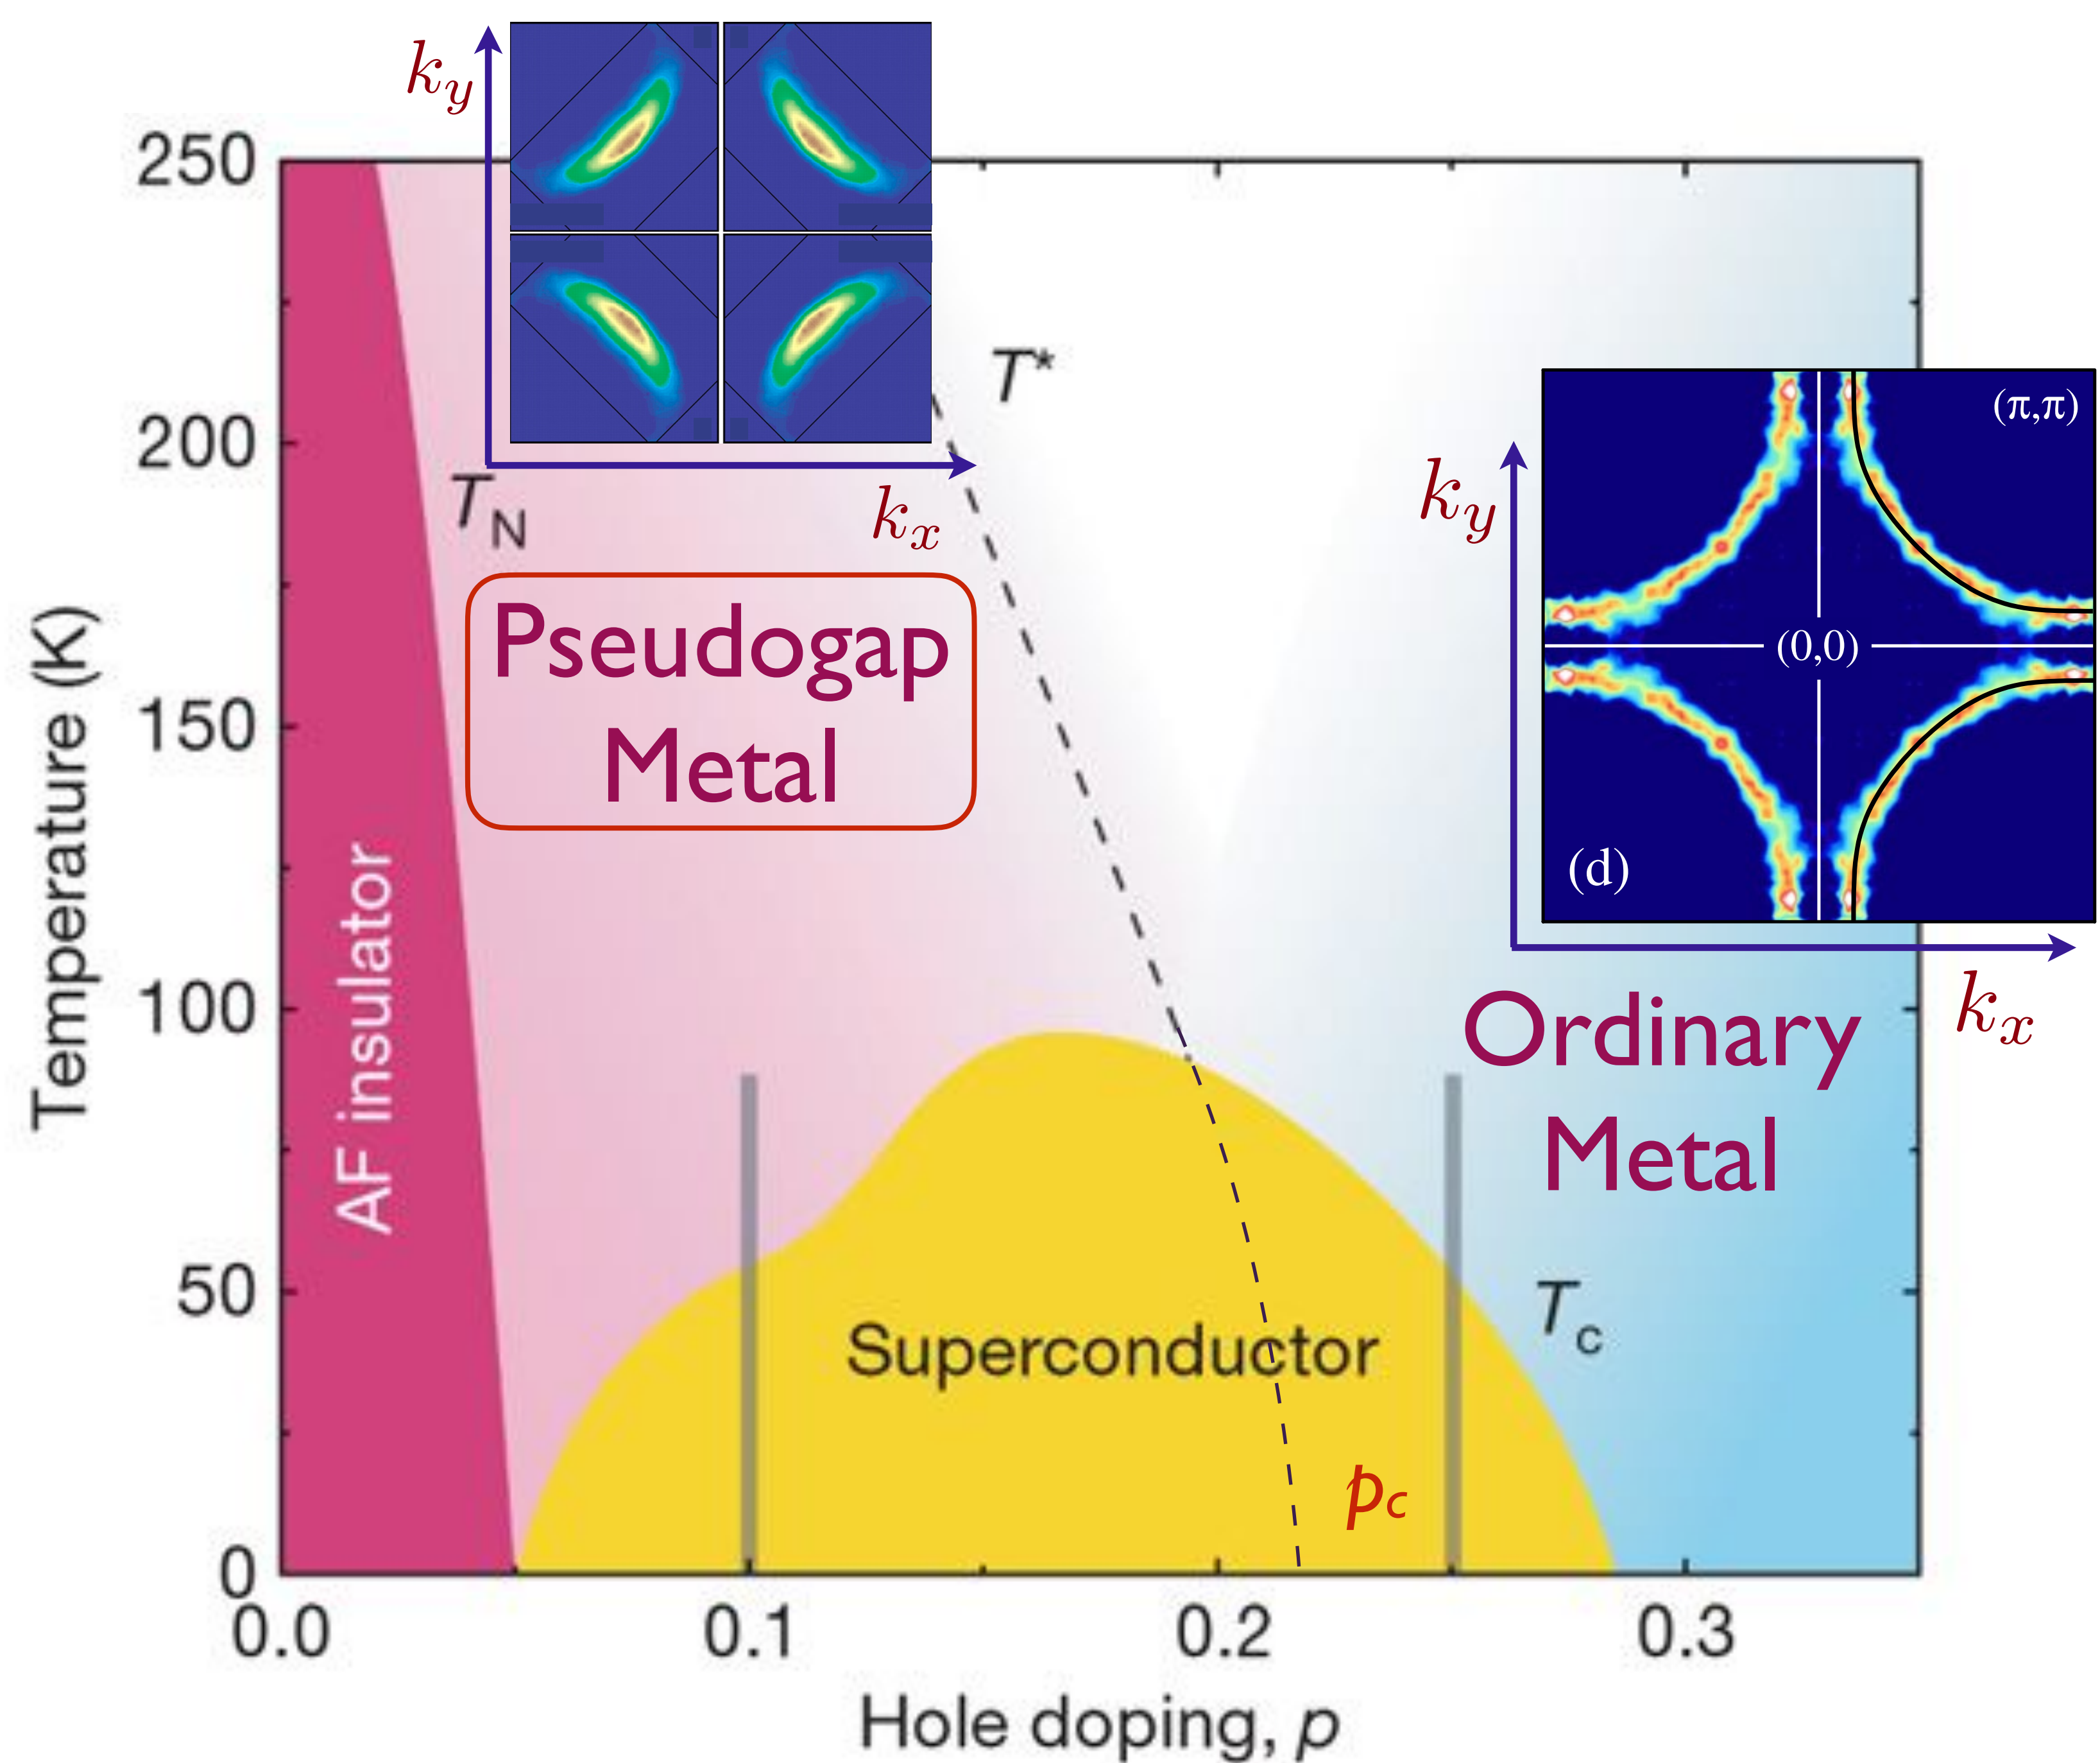 k_y
250
T*
(π,π)
200
T_N
k_x
k_y
Pseudogap
Metal
(0,0)
150
Temperature (K)
(d)
AF insulator
100
k_x
Ordinary
Metal
50
T_c
Superconductor
p_c
0
0.0
0.1
0.2
0.3
Hole doping, p